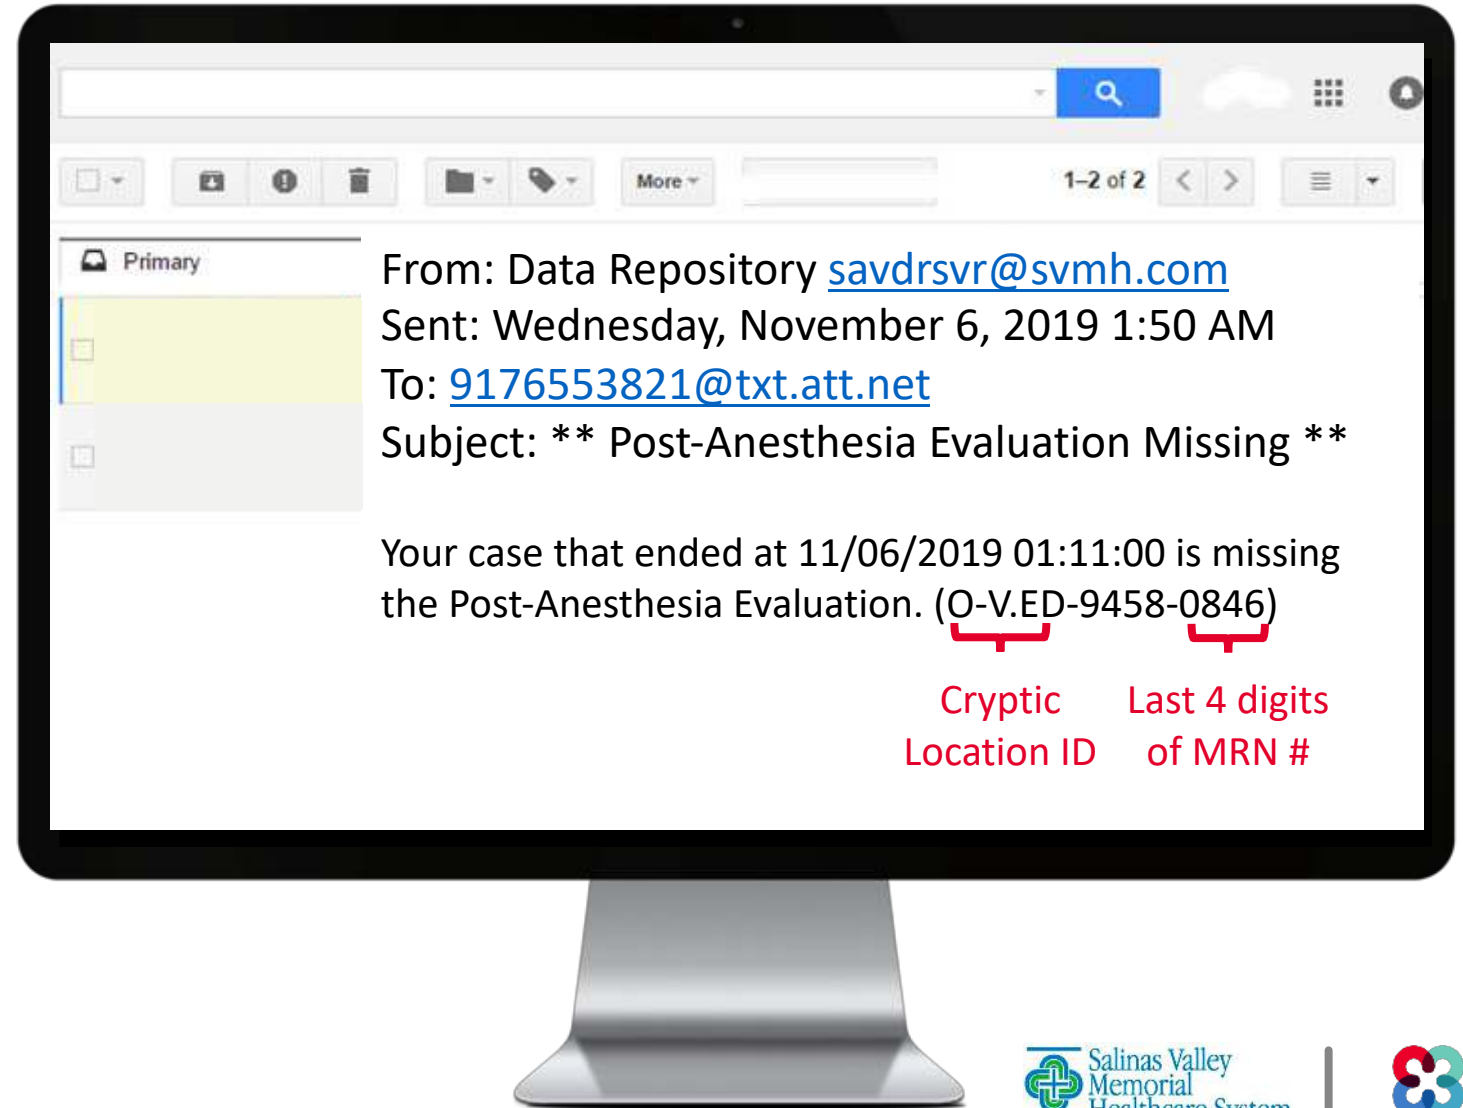 More
1–2 of 2
Primary
From: Data Repository savdrsvr@svmh.com
Sent: Wednesday, November 6, 2019 1:50 AM
To: 9176553821@txt.att.net
Subject: ** Post-Anesthesia Evaluation Missing **
Your case that ended at 11/06/2019 01:11:00 is missing
the Post-Anesthesia Evaluation. (O-V.ED-9458-0846)
Cryptic
Location ID
Last 4 digits
of MRN #
Salinas Valley
Memorial
Healthcare System